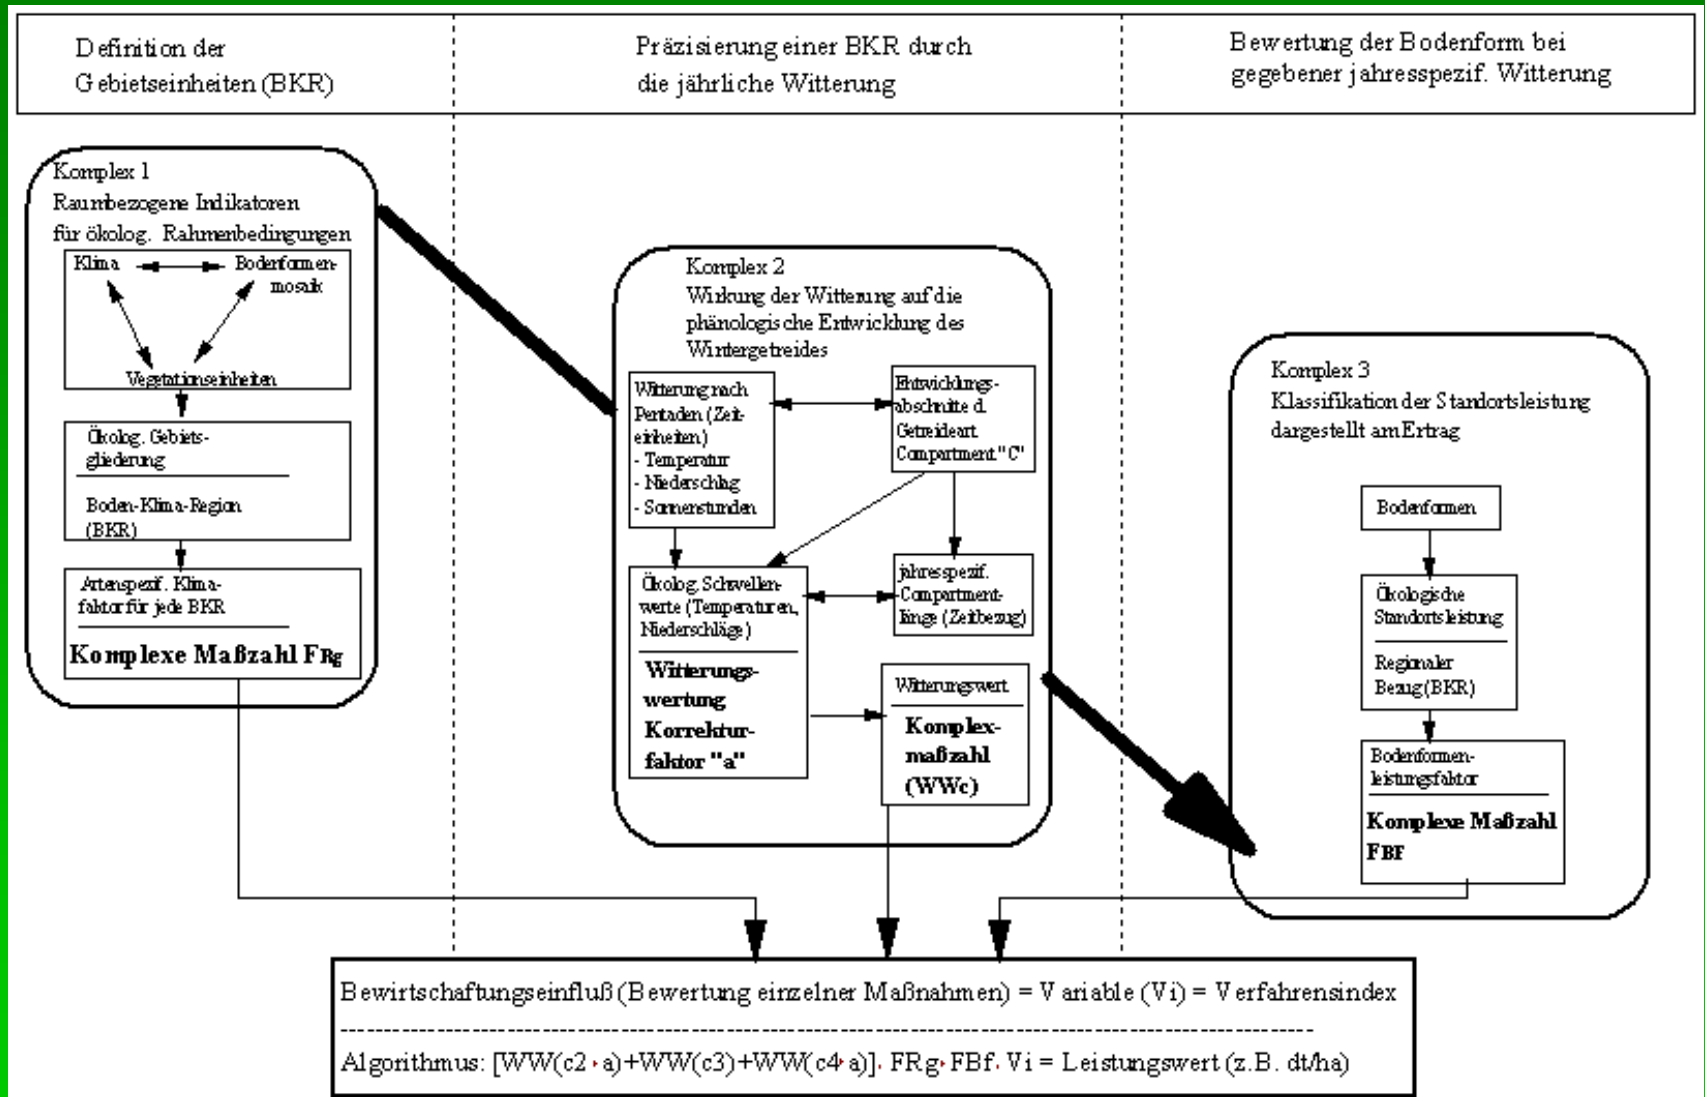 Definition der
Gebietseinheiten (BKR)
Präzisierung einer BKR durch
die jährliche Witterung
Bewertung der Bodenform bei
gegebener jahresspezif. Witterung
Komplex 1
Raumbezogene Indikatoren
für ökolog. Rahmenbedingungen
Klima
Bodenformen-
mosaik
Vegetationseinheiten
Ökolog. Gebiets-
gliederung
Boden-Klima-Region
(BKR)
Artenspezif. Klima-
faktor für jede BKR
Komplexe Maßzahl FRg
Komplex 2
Wirkung der Witterung auf die
phänologische Entwicklung des
Wintergetreides
Witterung nach
Pentaden (Zeit-
einheiten)
- Temperatur
- Niederschlag
- Sonnenstunden
Entwicklungs-
abschnitte d.
Getreideart
Compartment "C"
Ökolog. Schwellen-
werte (Temperaturen,
Niederschläge)
Witterungs-
wertung
Korrektur-
faktor "a"
jahresspezif.
Compartment-
länge (Zeitbezug)
Witterungswert
Komplex-
maßzahl
(WWc)
Komplex 3
Klassifikation der Standortsleistung
dargestellt am Ertrag
Bodenformen
Ökologische
Standortsleistung
Regionaler
Bezug (BKR)
Bodenformen-
leistungsfaktor
Komplexe Maßzahl
FBF
Bewirtschaftungseinfluß (Bewertung einzelner Maßnahmen) = Variable (Vi) = Verfahrensindex
Algorithmus: [WW(c2·a)+WW(c3)+WW(c4·a)]. FRg·FBf. Vi = Leistungswert (z.B. dt/ha)